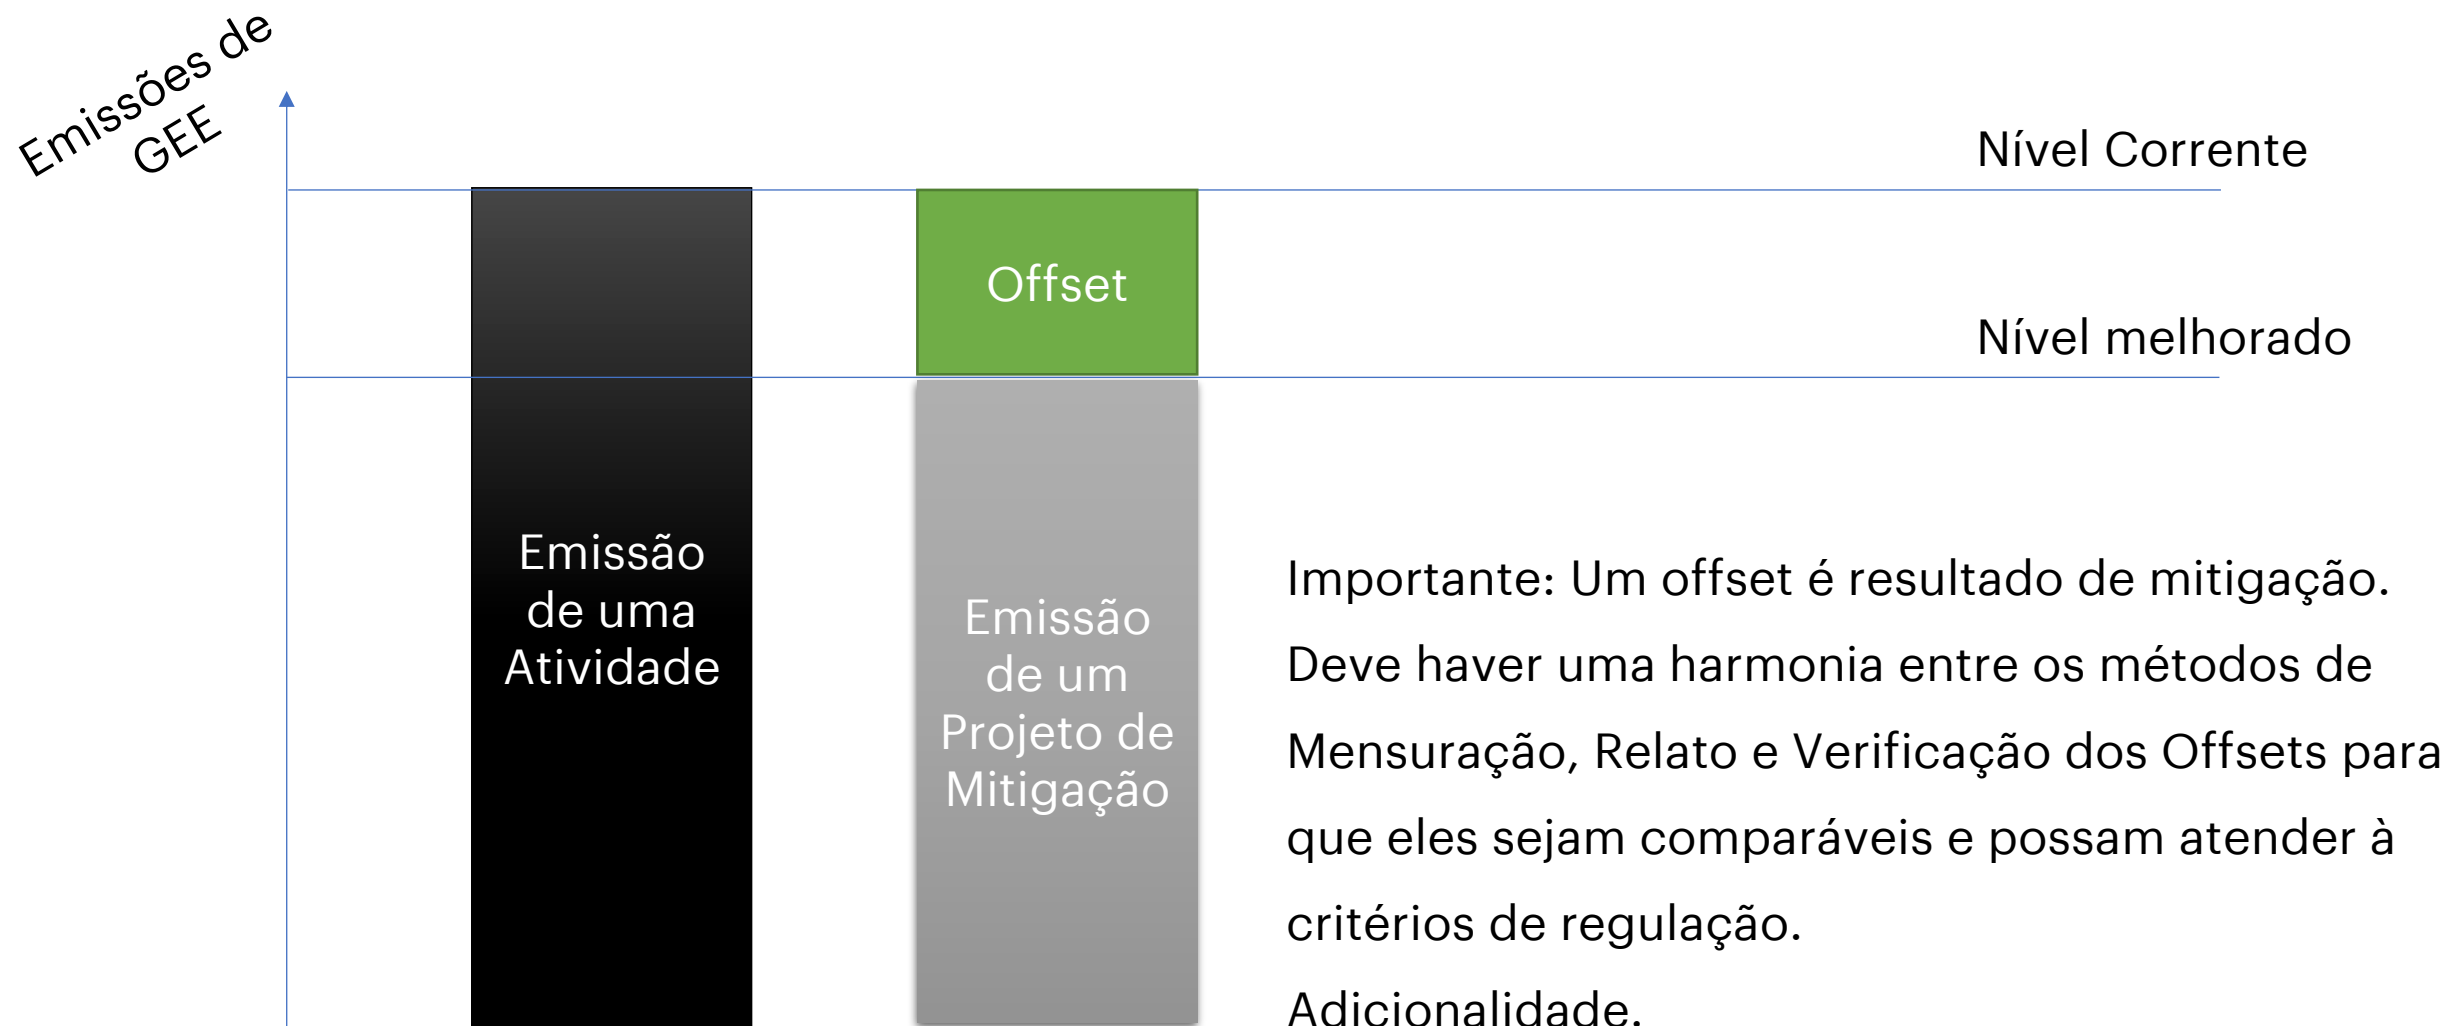 Emissões de
GEE
Nível Corrente
Offset
Nível melhorado
Emissão
de uma
Atividade
Emissão
de um
Projeto de
Mitigação
Importante: Um offset é resultado de mitigação.
Deve haver uma harmonia entre os métodos de
Mensuração, Relato e Verificação dos Offsets para
que eles sejam comparáveis e possam atender à
critérios de regulação.
Adicionalidade.